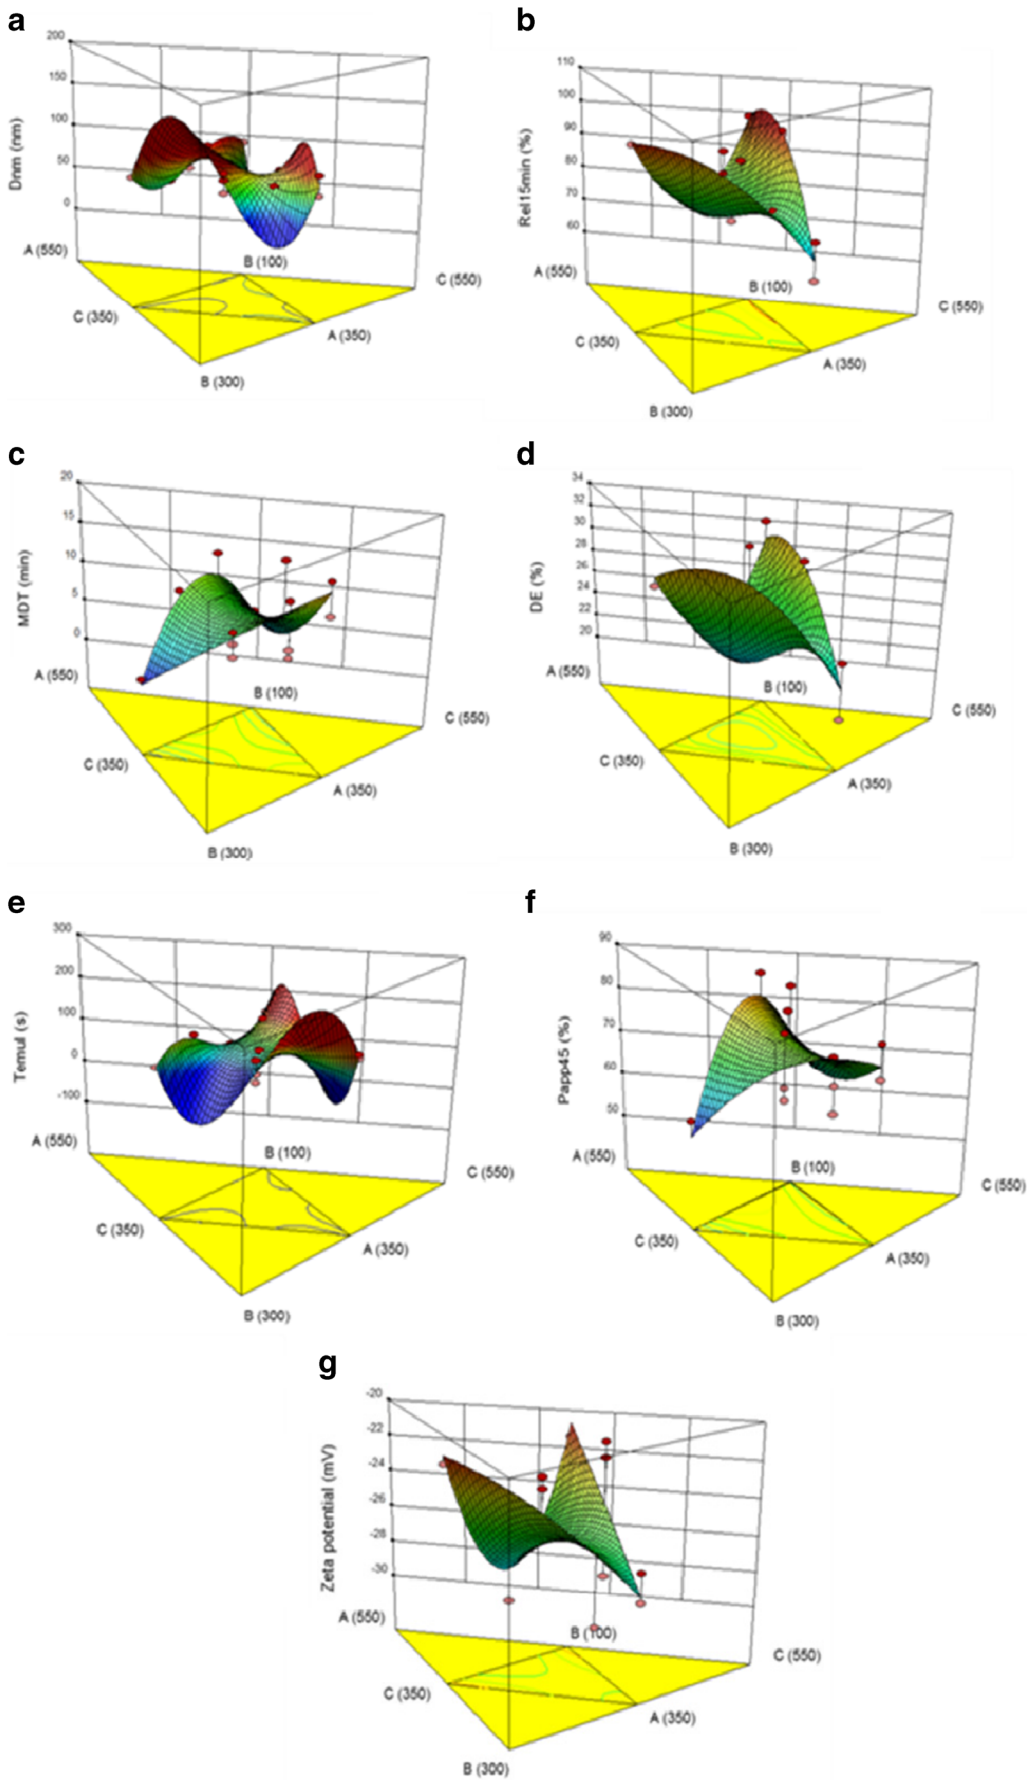 a
200
150
100
50
0
Dnm (nm)
A (550)
B (100)
C (550)
C (350)
A (350)
B (300)
b
110
100
90
80
70
60
Rel15min (%)
A (550)
B (100)
C (550)
C (350)
A (350)
B (300)
c
20
15
10
5
0
MDT (min)
A (550)
B (100)
C (550)
C (350)
A (350)
B (300)
d
34
32
30
28
26
24
22
20
DE (%)
A (550)
B (100)
C (550)
C (350)
A (350)
B (300)
e
300
200
100
0
-100
Temul (s)
A (550)
B (100)
C (550)
C (350)
A (350)
B (300)
f
90
80
70
60
50
Papp45 (%)
A (550)
B (100)
C (550)
C (350)
A (350)
B (300)
g
-20
-22
-24
-26
-28
-30
Zeta potential (mV)
A (550)
B (100)
C (550)
C (350)
A (350)
B (300)